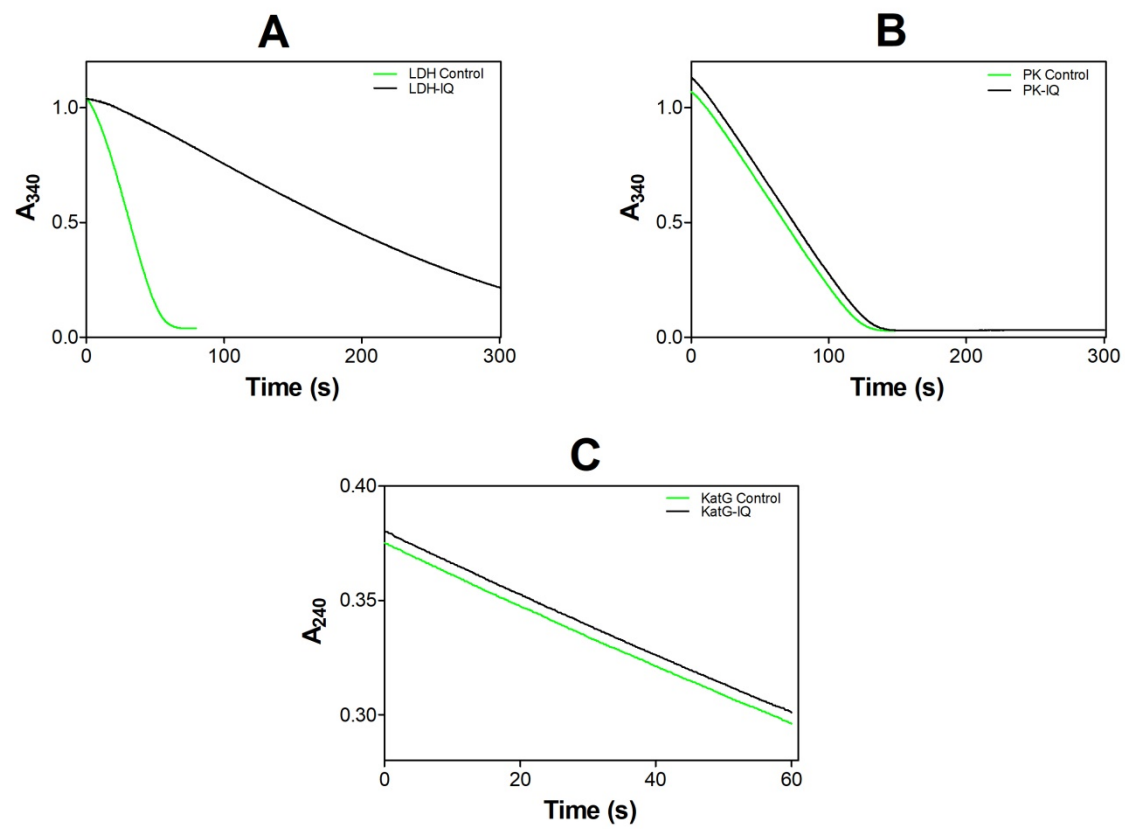 A
LDH Control
LDH-IQ
1.0
0.5
0.0
A340
0
100
200
300
Time (s)
B
PK Control
PK-IQ
1.0
0.5
0.0
A340
0
100
200
300
Time (s)
C
KatG Control
KatG-IQ
0.40
0.35
0.30
A240
0
20
40
60
Time (s)